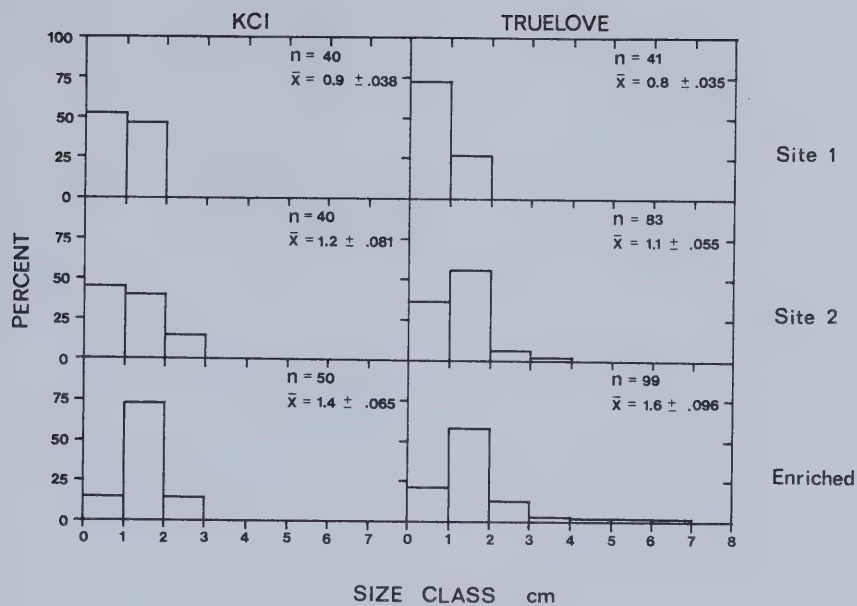 KCI TRUELOVE
100
75
50
25
0
n = 40
x̄ = 0.9 ± .038
n = 41
x̄ = 0.8 ± .035
Site 1
75
50
25
0
n = 40
x̄ = 1.2 ± .081
n = 83
x̄ = 1.1 ± .055
Site 2
PERCENT
75
50
25
0
n = 50
x̄ = 1.4 ± .065
n = 99
x̄ = 1.6 ± .096
Enriched
0 1 2 3 4 5 6 7 0 1 2 3 4 5 6 7 8
SIZE CLASS cm